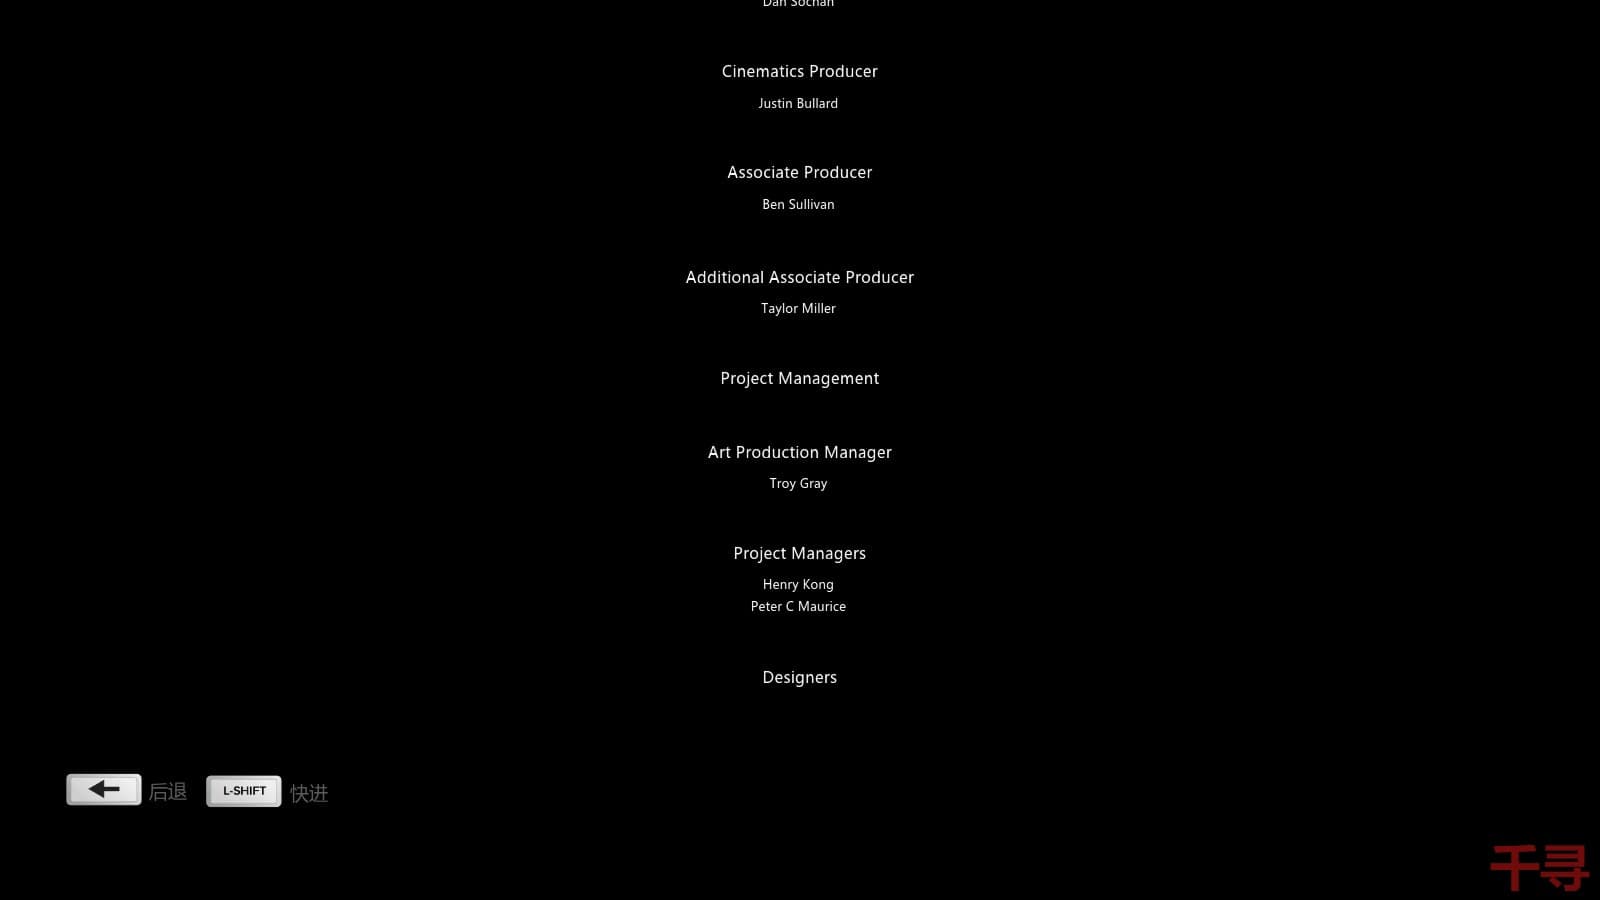 Dan Sochan
Cinematics Producer
Justin Bullard
Associate Producer
Ben Sullivan
Additional Associate Producer
Taylor Miller
Project Management
Art Production Manager
Troy Gray
Project Managers
Henry Kong
Peter C Maurice
Designers
后退
L-SHIFT
快进
千寻